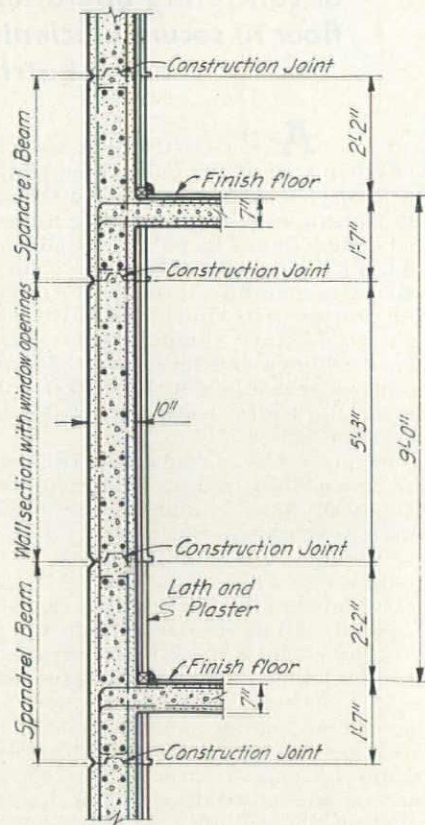 Construction Joint
2'-2"
Spandrel Beam
Finish floor
7"
1'-7"
Construction Joint
Wall section with window openings
10"
5'-3"
9'-0"
Construction Joint
Spandrel Beam
Lath and
Plaster
2'-2"
Finish floor
7"
1'-7"
Construction Joint